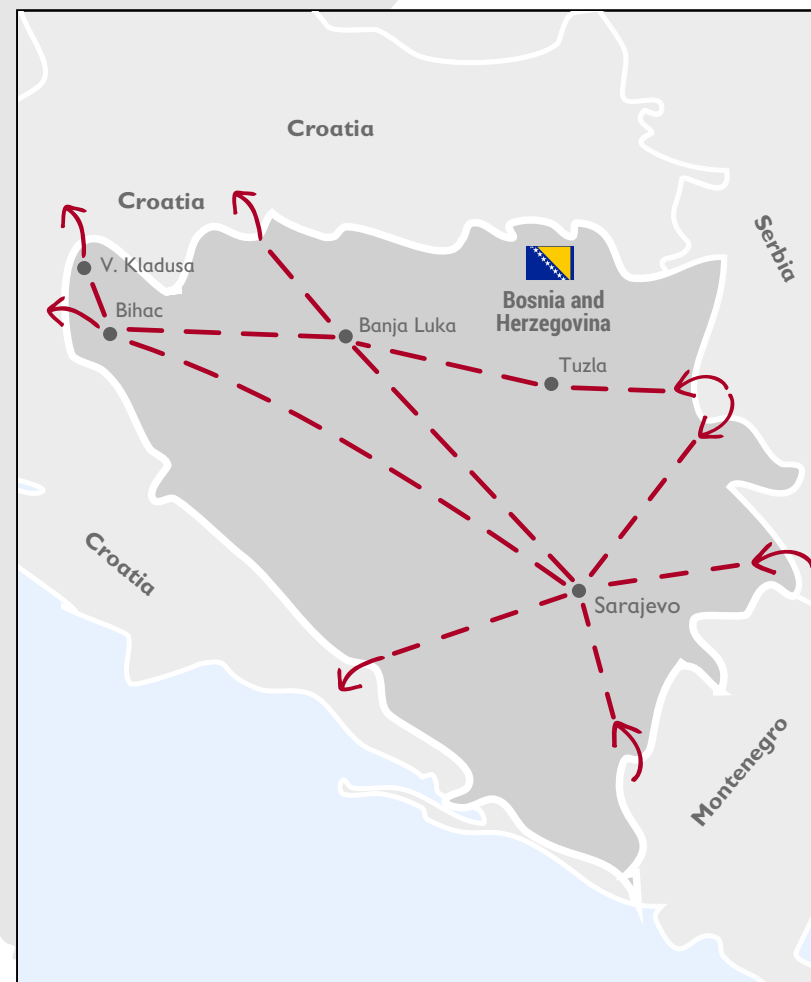 Croatia
Croatia
Serbia
V. Kladusa
Bosnia and
Herzegovina
Bihac
Banja Luka
Tuzla
Croatia
Sarajevo
Montenegro